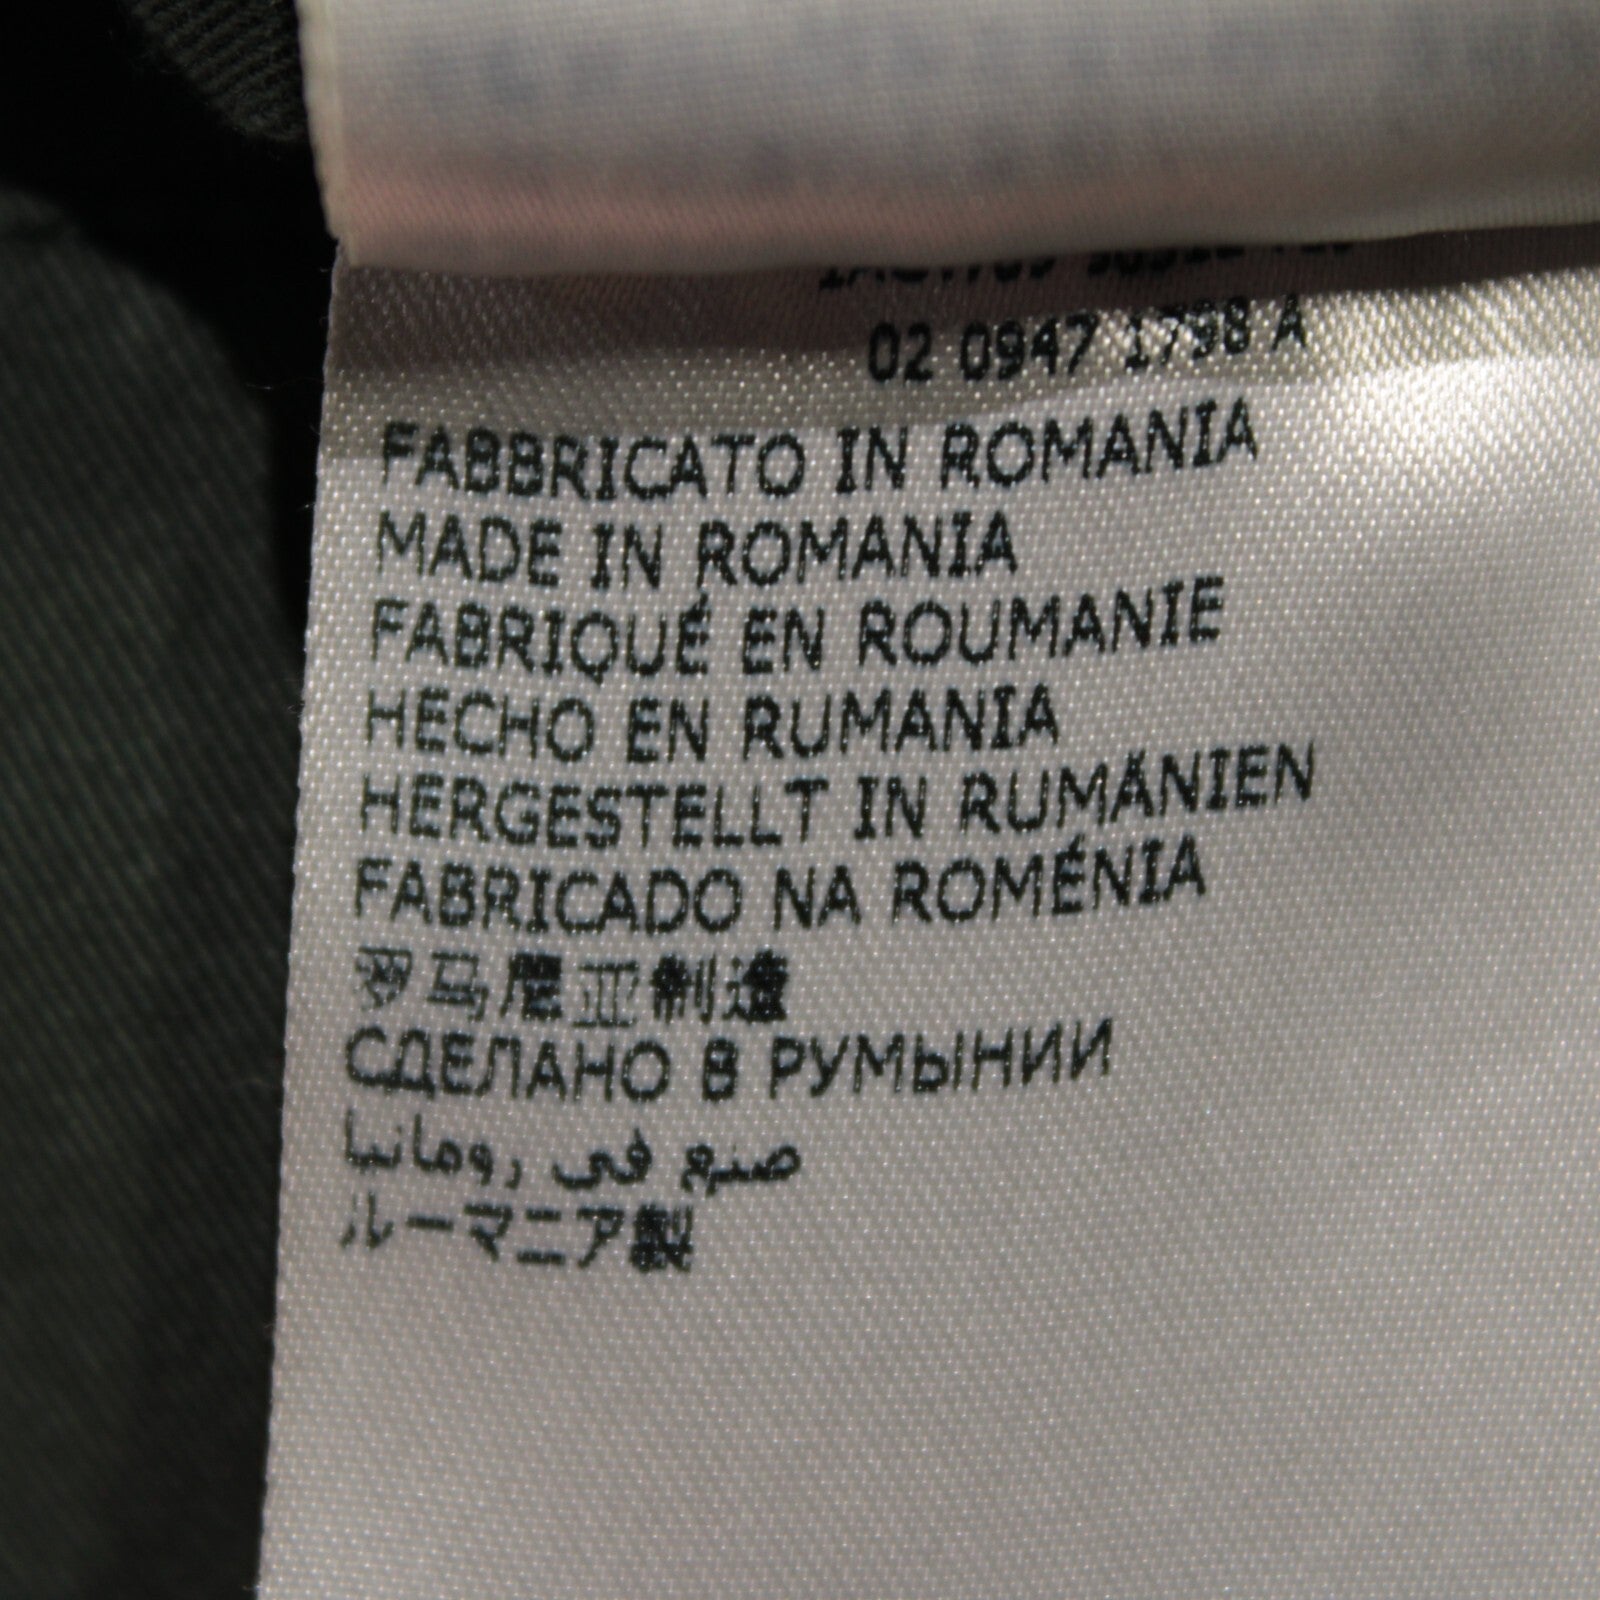 02 0947 1798 A
FABBRICATO IN ROMANIA
MADE IN ROMANIA
FABRIQUÉ EN ROUMANIE
HECHO EN RUMANIA
HERGESTELLT IN RUMÄNIEN
FABRICADO NA ROMÉNIA
罗马尼亚制造
СДЕЛАНО В РУМЫНИИ
صنع في رومانيا
ルーマニア製